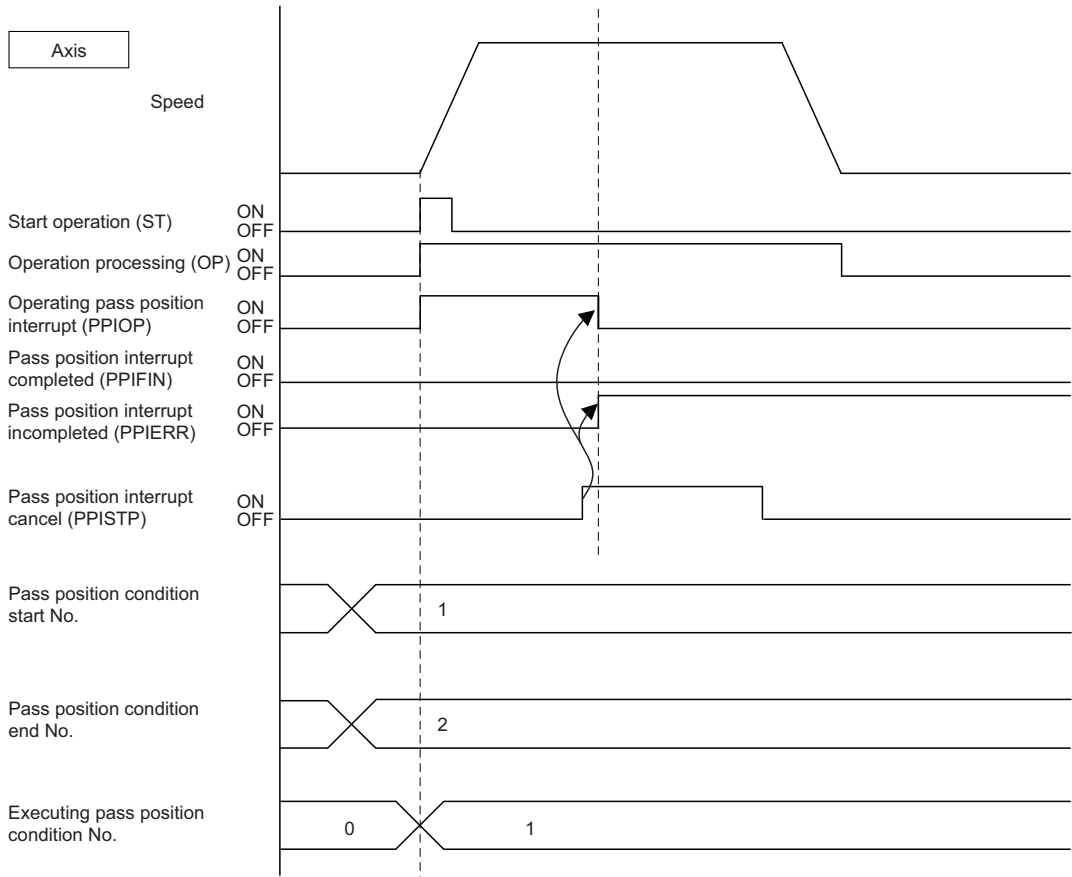 Axis
Speed
Start operation (ST)
ON
OFF
Operation processing (OP)
ON
OFF
Operating pass position
interrupt (PPIOP)
ON
OFF
Pass position interrupt
completed (PPIFIN)
ON
OFF
Pass position interrupt
incompleted (PPIERR)
ON
OFF
Pass position interrupt
cancel (PPISTP)
ON
OFF
Pass position condition
start No.
1
Pass position condition
end No.
2
Executing pass position
condition No.
0
1